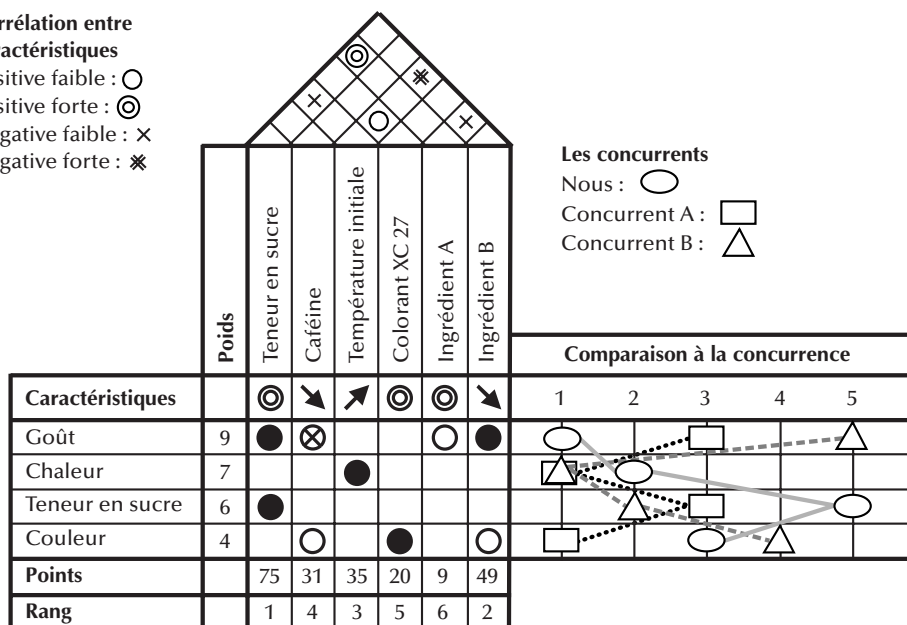 rrélation entre
ractéristiques
sitive faible :
sitive forte :
gative faible :
gative forte :
Les concurrents
Nous :
Concurrent A :
Concurrent B :
Poids
Teneur en sucre
Caféine
Température initiale
Colorant XC 27
Ingrédient A
Ingrédient B
Comparaison à la concurrence
Caractéristiques 1 2 3 4 5
Goût 9
Chaleur 7
Teneur en sucre 6
Couleur 4
Points 75 31 35 20 9 49
Rang 1 4 3 5 6 2